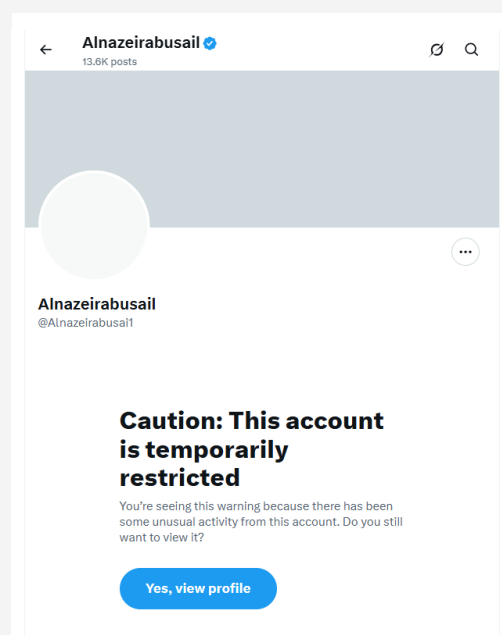 Alnazeirabusail
13.6K posts
Alnazeirabusail
@Alnazeirabusai1
Caution: This account
is temporarily
restricted
You’re seeing this warning because there has been
some unusual activity from this account. Do you still
want to view it?
Yes, view profile